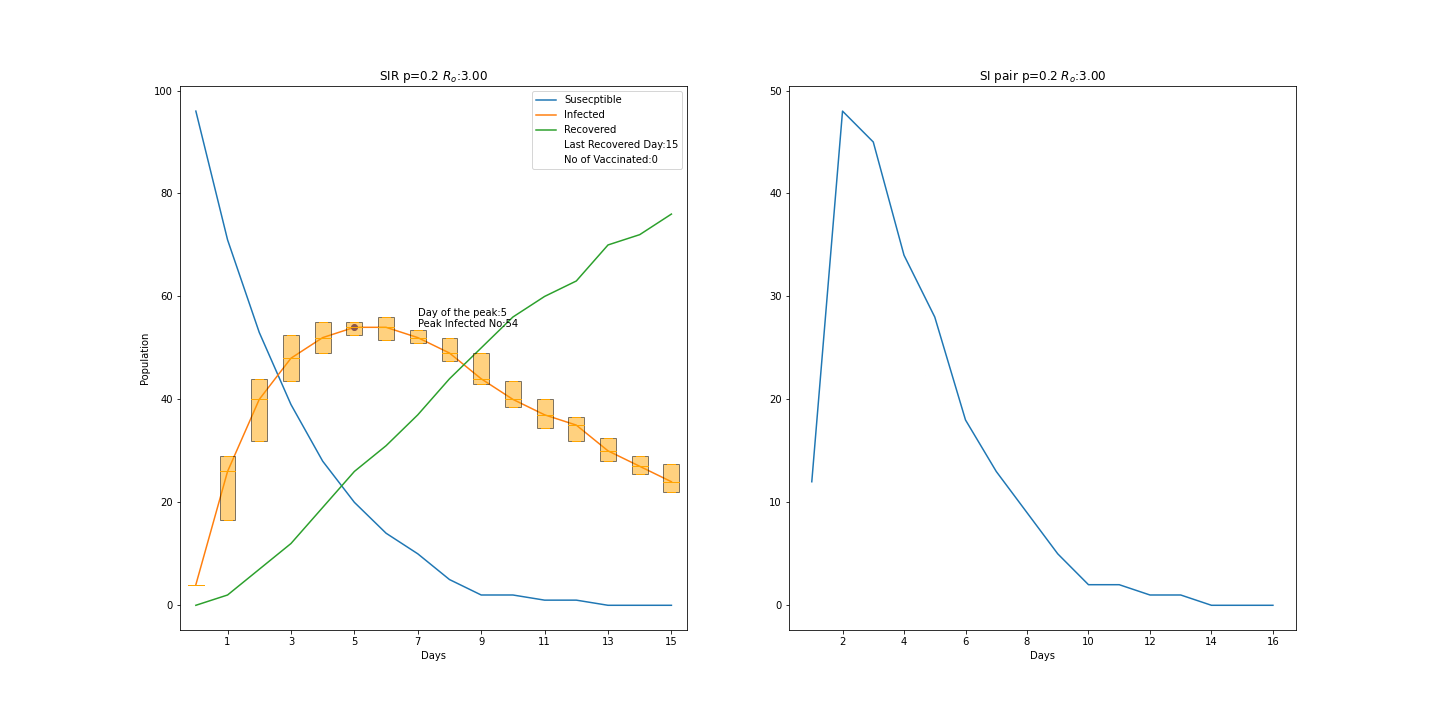 SIR p=0.2 Rₒ:3.00
100
80
60
40
20
0
Population
Susecptible
Infected
Recovered
Last Recovered Day:15
No of Vaccinated:0
Day of the peak:5
Peak Infected No:54
1 3 5 7 9 11 13 15
Days
SI pair p=0.2 Rₒ:3.00
50
40
30
20
10
0
2 4 6 8 10 12 14 16
Days